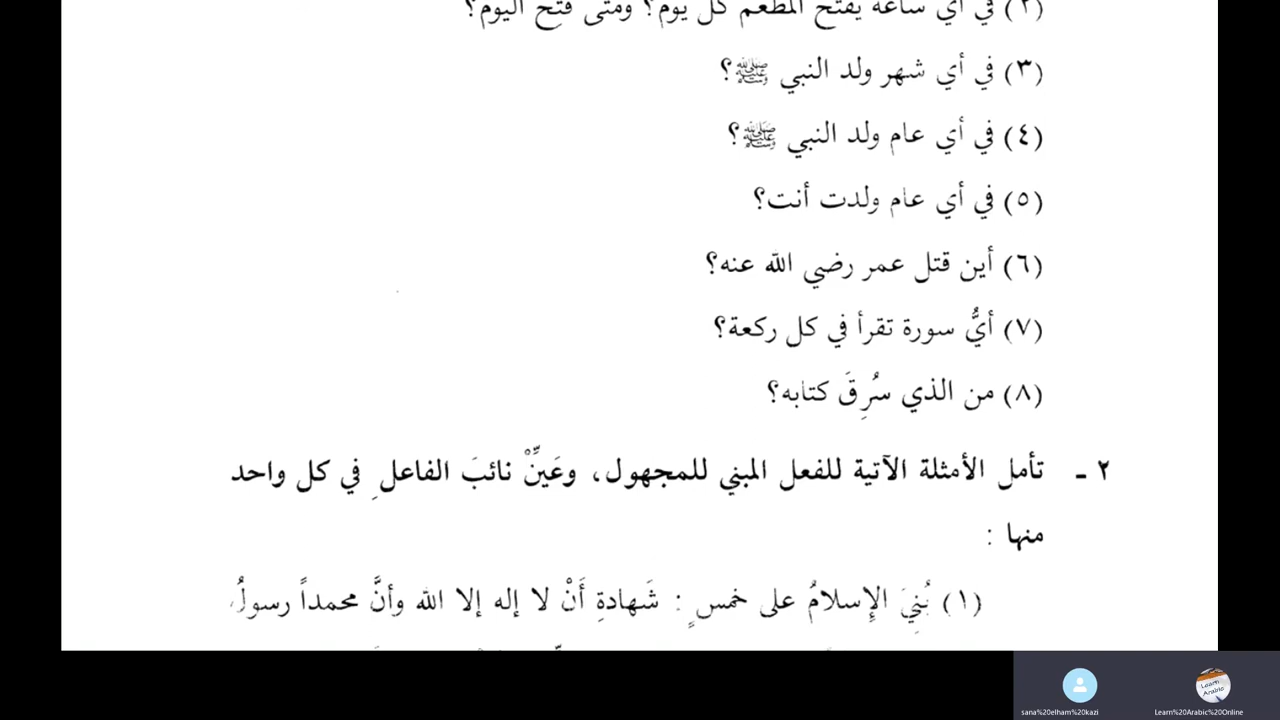 (٢) في أي ساعة يفتح المطعم كل يوم؟ ومتى فُتِح اليوم؟
(٣) في أي شهر ولد النبي ﷺ؟
(٤) في أي عام ولد النبي ﷺ؟
(٥) في أي عام ولدت أنت؟
(٦) أين قتل عمر رضي الله عنه؟
(٧) أيُّ سورة تقرأ في كل ركعة؟
(٨) من الذي سُرِقَ كتابه؟
٢ ـ تأمل الأمثلة الآتية للفعل المبني للمجهول، وعَيِّنْ نائبَ الفاعلِ في كل واحد
منها :
(١) بُنِيَ الإِسلامُ على خمسٍ : شَهادةِ أَنْ لا إله إلا الله وأنَّ محمداً رسولُ
sana%20elham%20kazi
Learn Arabic
Learn%20Arabic%20Online